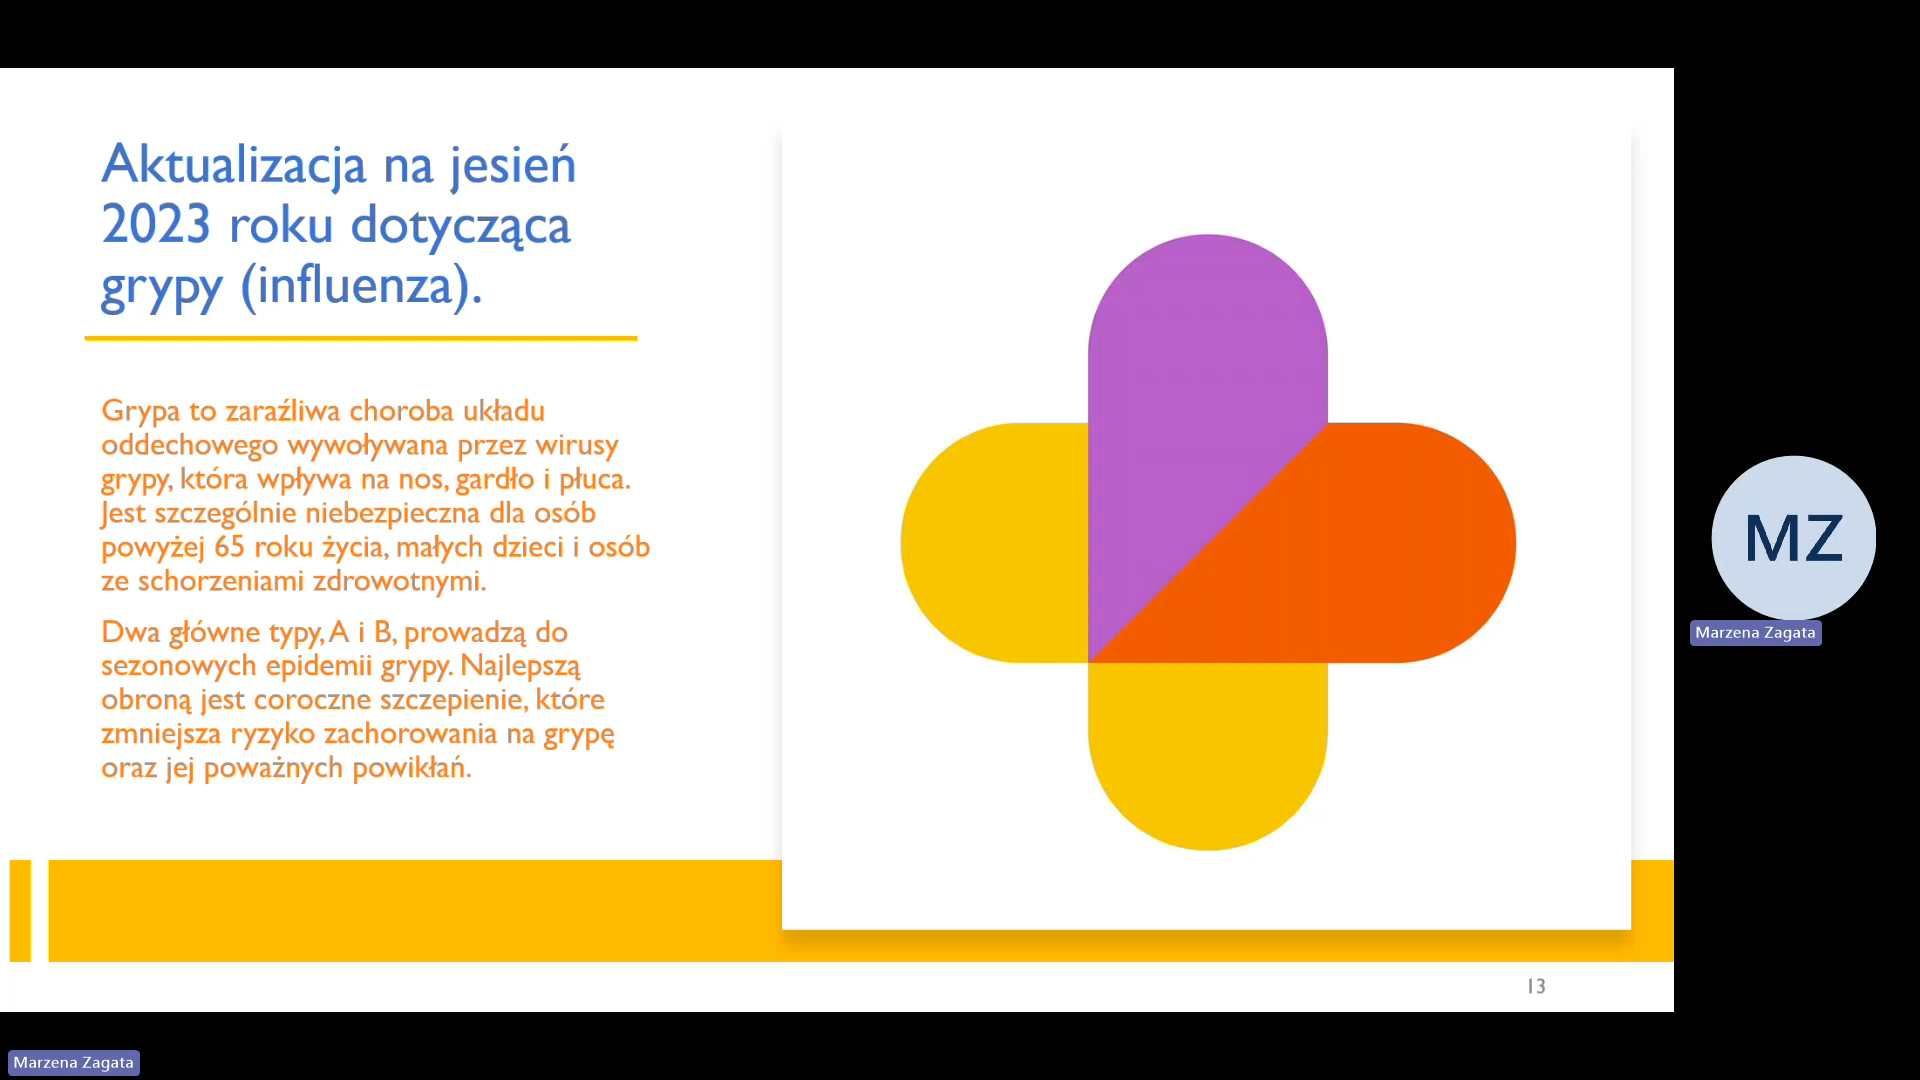 Aktualizacja na jesień
2023 roku dotycząca
grypy (influenza).
Grypa to zaraźliwa choroba układu
oddechowego wywoływana przez wirusy
grypy, która wpływa na nos, gardło i płuca.
Jest szczególnie niebezpieczna dla osób
powyżej 65 roku życia, małych dzieci i osób
ze schorzeniami zdrowotnymi.
Dwa główne typy, A i B, prowadzą do
sezonowych epidemii grypy. Najlepszą
obroną jest coroczne szczepienie, które
zmniejsza ryzyko zachorowania na grypę
oraz jej poważnych powikłań.
13
MZ
Marzena Zagata
Marzena Zagata